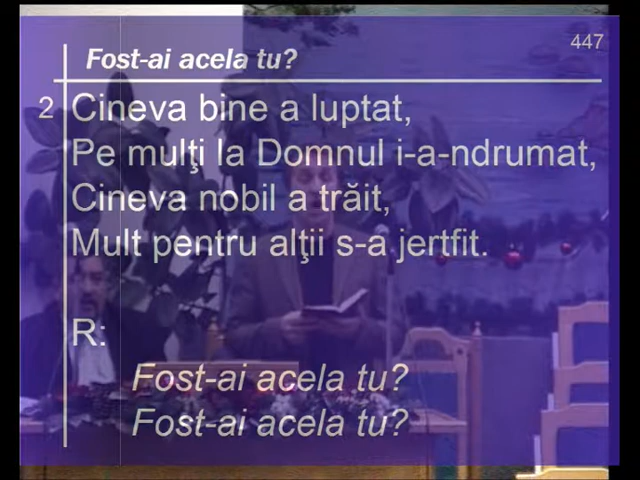 Fost-ai acela tu?
447
2 Cineva bine a luptat,
Pe mulţi la Domnul i-a-ndrumat,
Cineva nobil a trăit,
Mult pentru alţii s-a jertfit.
R:
Fost-ai acela tu?
Fost-ai acela tu?